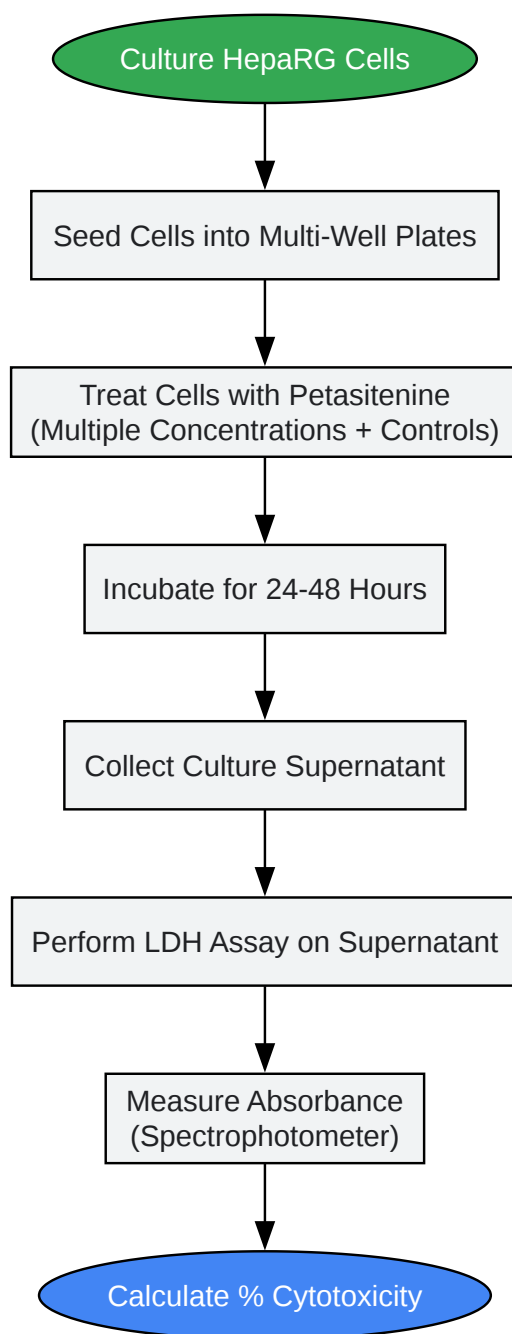 Culture HepaRG Cells
Seed Cells into Multi-Well Plates
Treat Cells with Petasitenine
(Multiple Concentrations + Controls)
Incubate for 24-48 Hours
Collect Culture Supernatant
Perform LDH Assay on Supernatant
Measure Absorbance
(Spectrophotometer)
Calculate % Cytotoxicity